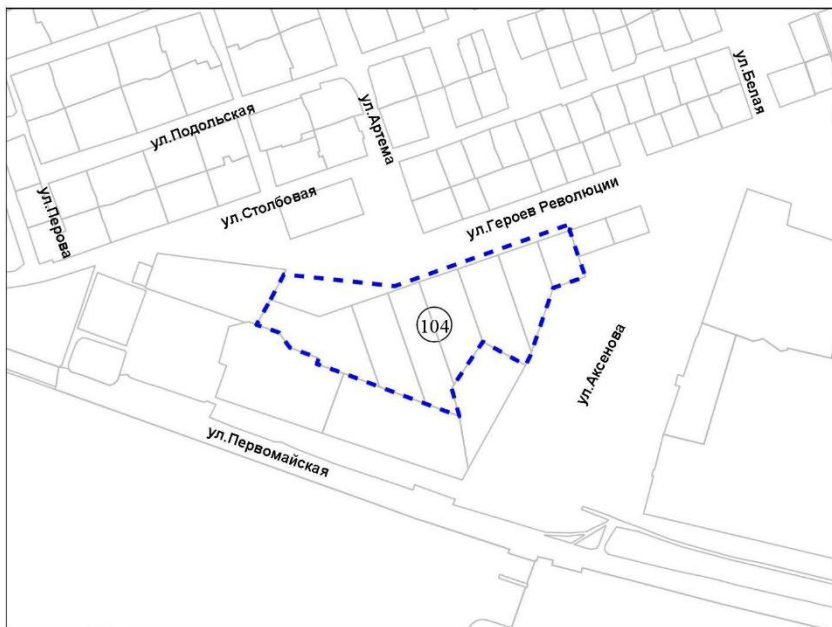 ул.Белая
ул.Подольская
ул.Артема
ул.Перова
ул.Столбовая
ул.Героев Революции
104
ул.Аксенова
ул.Первомайская